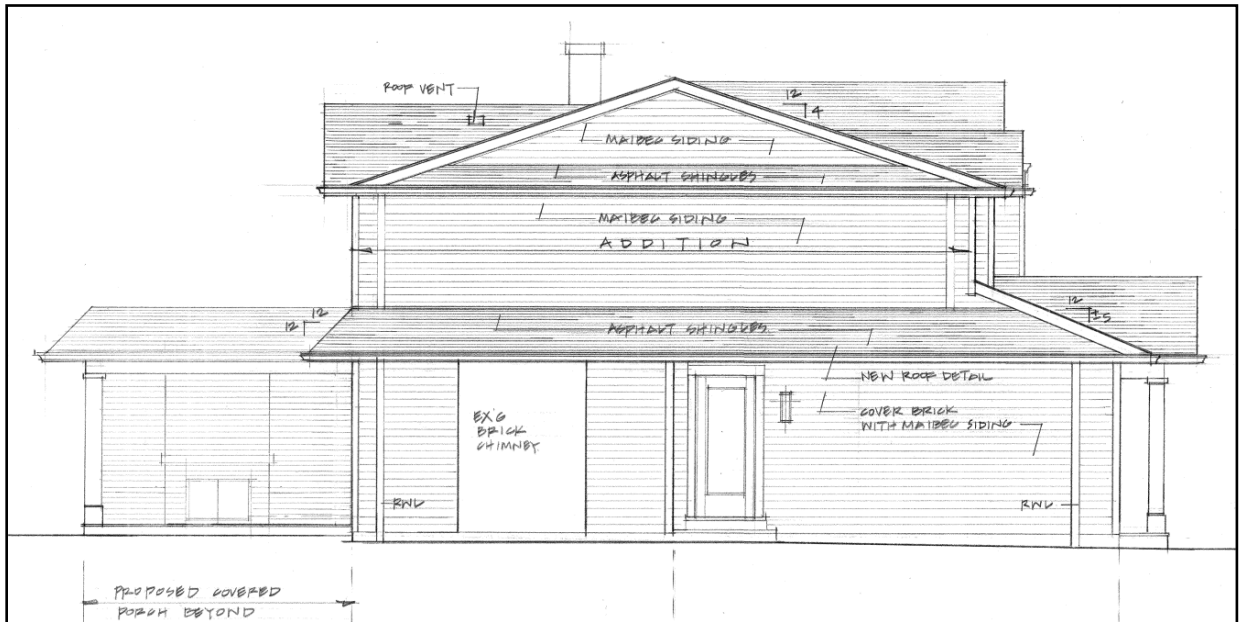 ROOF VENT
12
4
MAIBEC SIDING
ASPHALT SHINGLES
MAIBEC SIDING
ADDITION
12
12
12
±5
ASPHALT SHINGLES
NEW ROOF DETAIL
EX'G
BRICK
CHIMNEY
COVER BRICK
WITH MAIBEC SIDING
RWL
RWL
PROPOSED COVERED
PORCH BEYOND